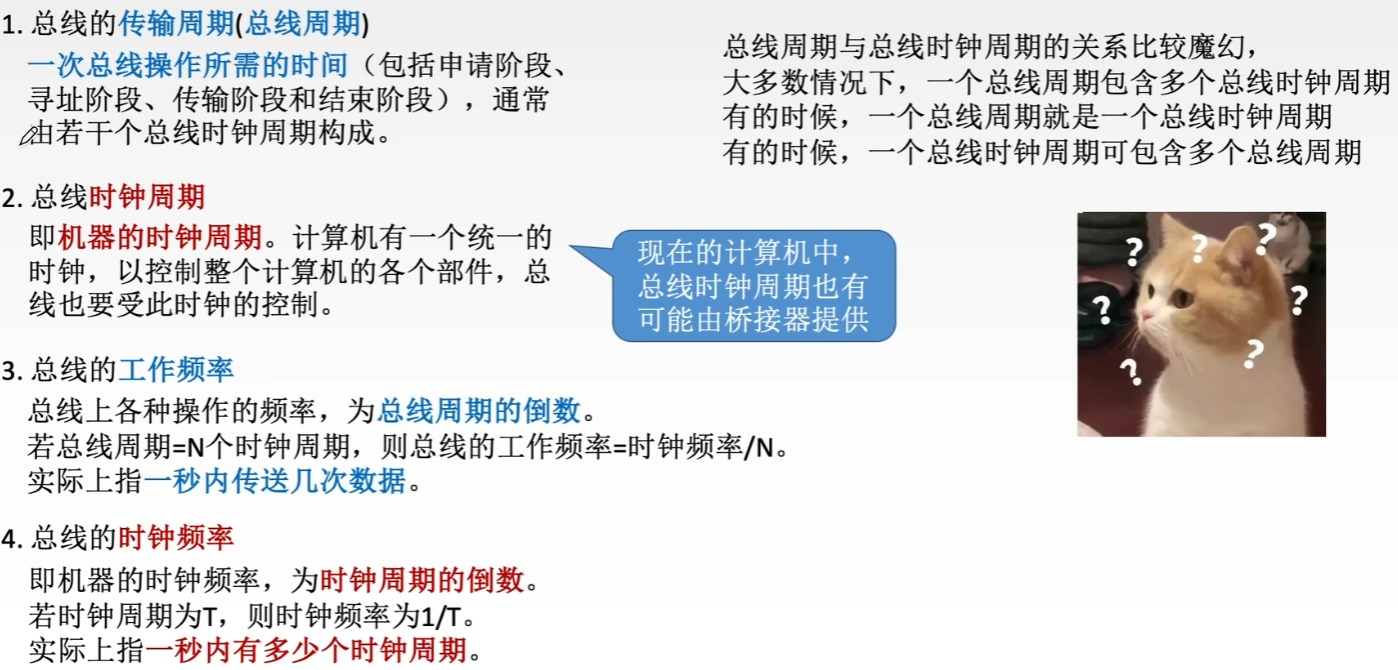 1. 总线的传输周期(总线周期)
一次总线操作所需的时间（包括申请阶段、
寻址阶段、传输阶段和结束阶段），通常
由若干个总线时钟周期构成。
总线周期与总线时钟周期的关系比较魔幻，
大多数情况下，一个总线周期包含多个总线时钟周期
有的时候，一个总线周期就是一个总线时钟周期
有的时候，一个总线时钟周期可包含多个总线周期
2. 总线时钟周期
即机器的时钟周期。计算机有一个统一的
时钟，以控制整个计算机的各个部件，总
线也要受此时钟的控制。
现在的计算机中，
总线时钟周期也有
可能由桥接器提供
? ? ? ? ? ? ?
3. 总线的工作频率
总线上各种操作的频率，为总线周期的倒数。
若总线周期=N个时钟周期，则总线的工作频率=时钟频率/N。
实际上指一秒内传送几次数据。
4. 总线的时钟频率
即机器的时钟频率，为时钟周期的倒数。
若时钟周期为T，则时钟频率为1/T。
实际上指一秒内有多少个时钟周期。